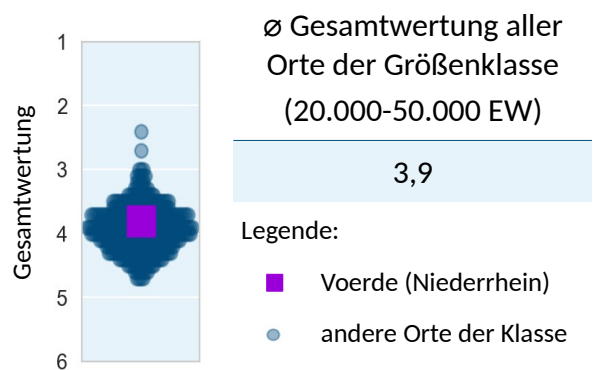 Gesamtwertung
1
2
3
4
5
6
⌀ Gesamtwertung aller
Orte der Größenklasse
(20.000-50.000 EW)
3,9
Legende:
Voerde (Niederrhein)
andere Orte der Klasse